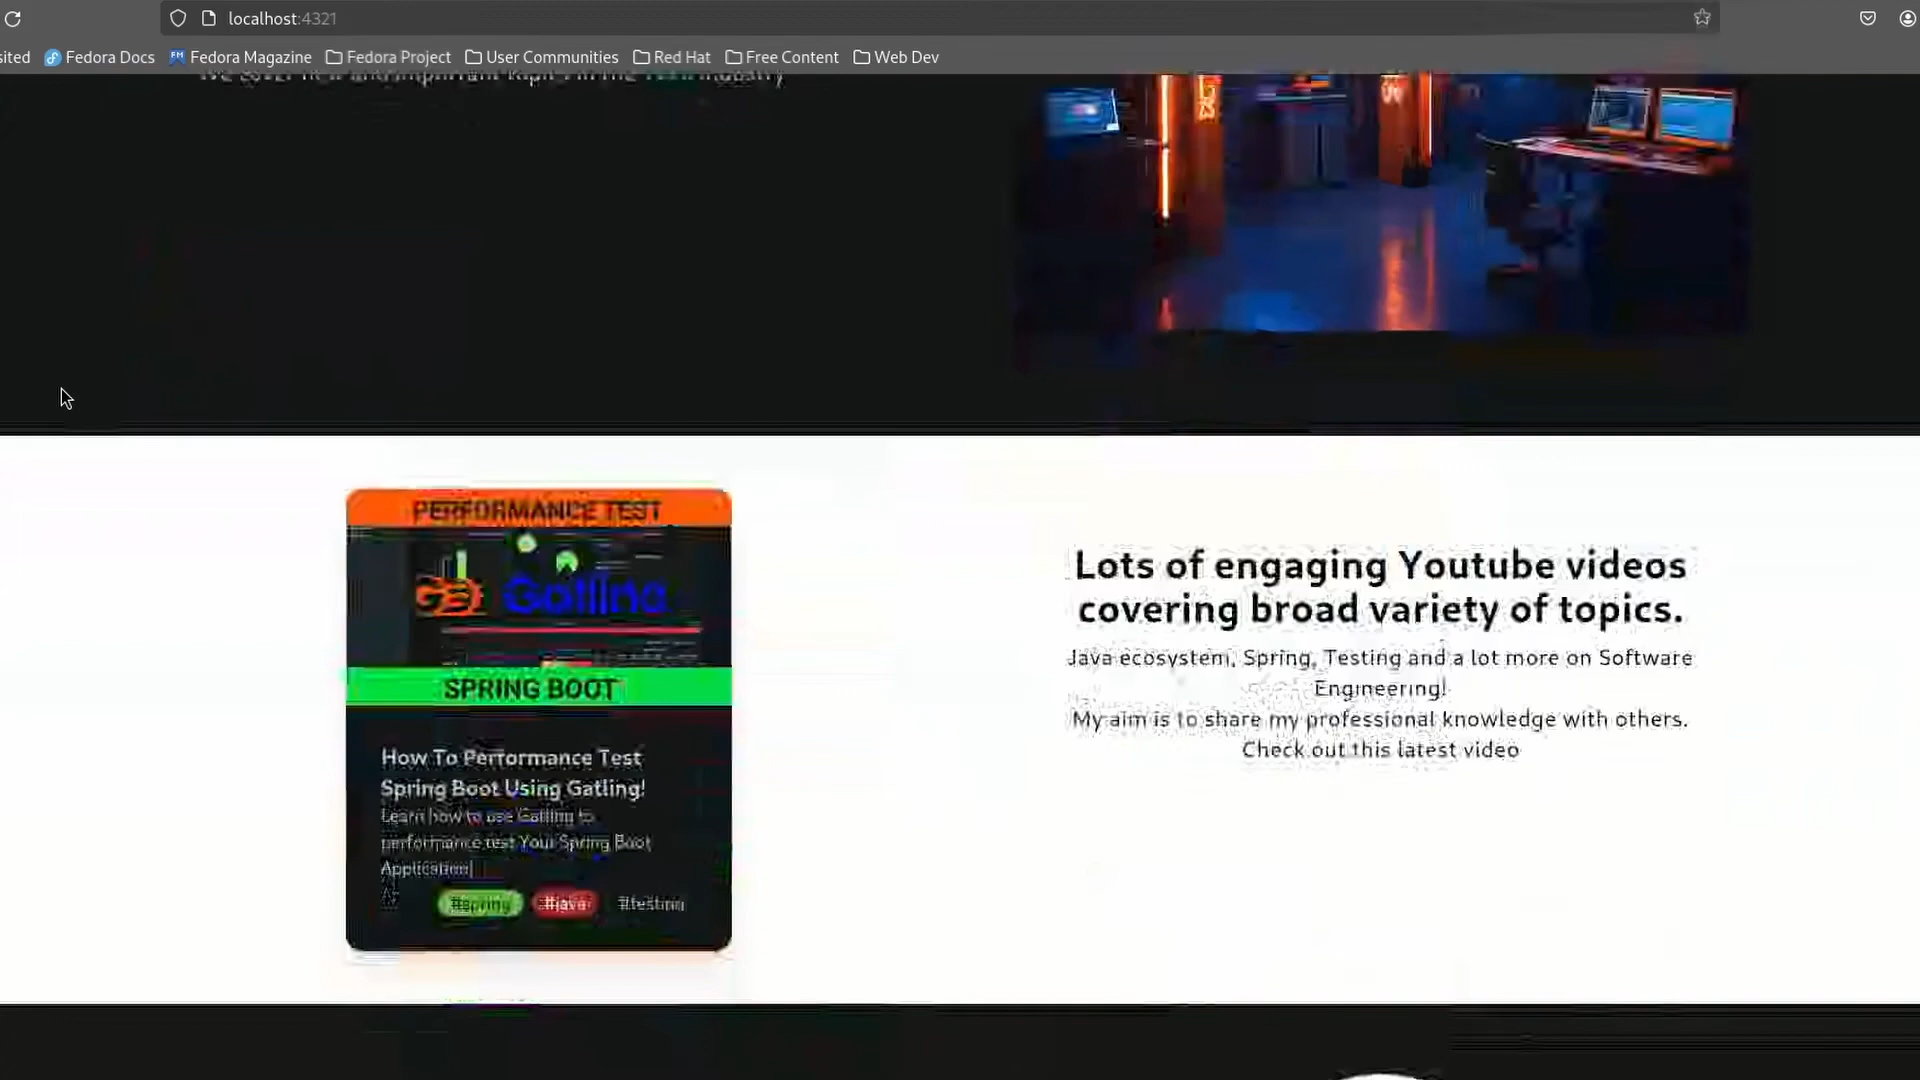 localhost:4321
sited Fedora Docs Fedora Magazine Fedora Project User Communities Red Hat Free Content Web Dev
PERFORMANCE TEST
Gatling
SPRING BOOT
How To Performance Test
Spring Boot Using Gatling!
Learn how to use Gatling to
performance test Your Spring Boot
Application!
#spring #java #testing
Lots of engaging Youtube videos
covering broad variety of topics.
Java ecosystem, Spring, Testing and a lot more on Software
Engineering!
My aim is to share my professional knowledge with others.
Check out this latest video